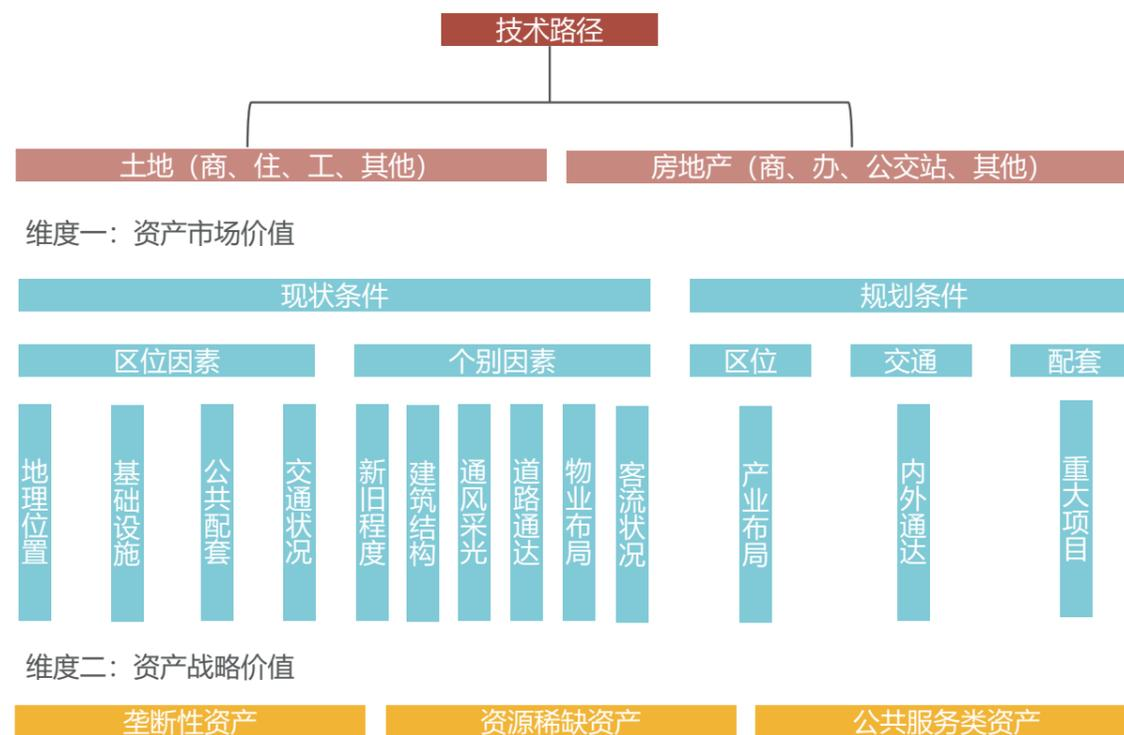 技术路径
土地（商、住、工、其他）
房地产（商、办、公交站、其他）
维度一：资产市场价值
现状条件
规划条件
区位因素
个别因素
区位
交通
配套
地理位置
基础设施
公共配套
交通状况
新旧程度
建筑结构
通风采光
道路通达
物业布局
客流状况
产业布局
内外通达
重大项目
维度二：资产战略价值
垄断性资产
资源稀缺资产
公共服务类资产